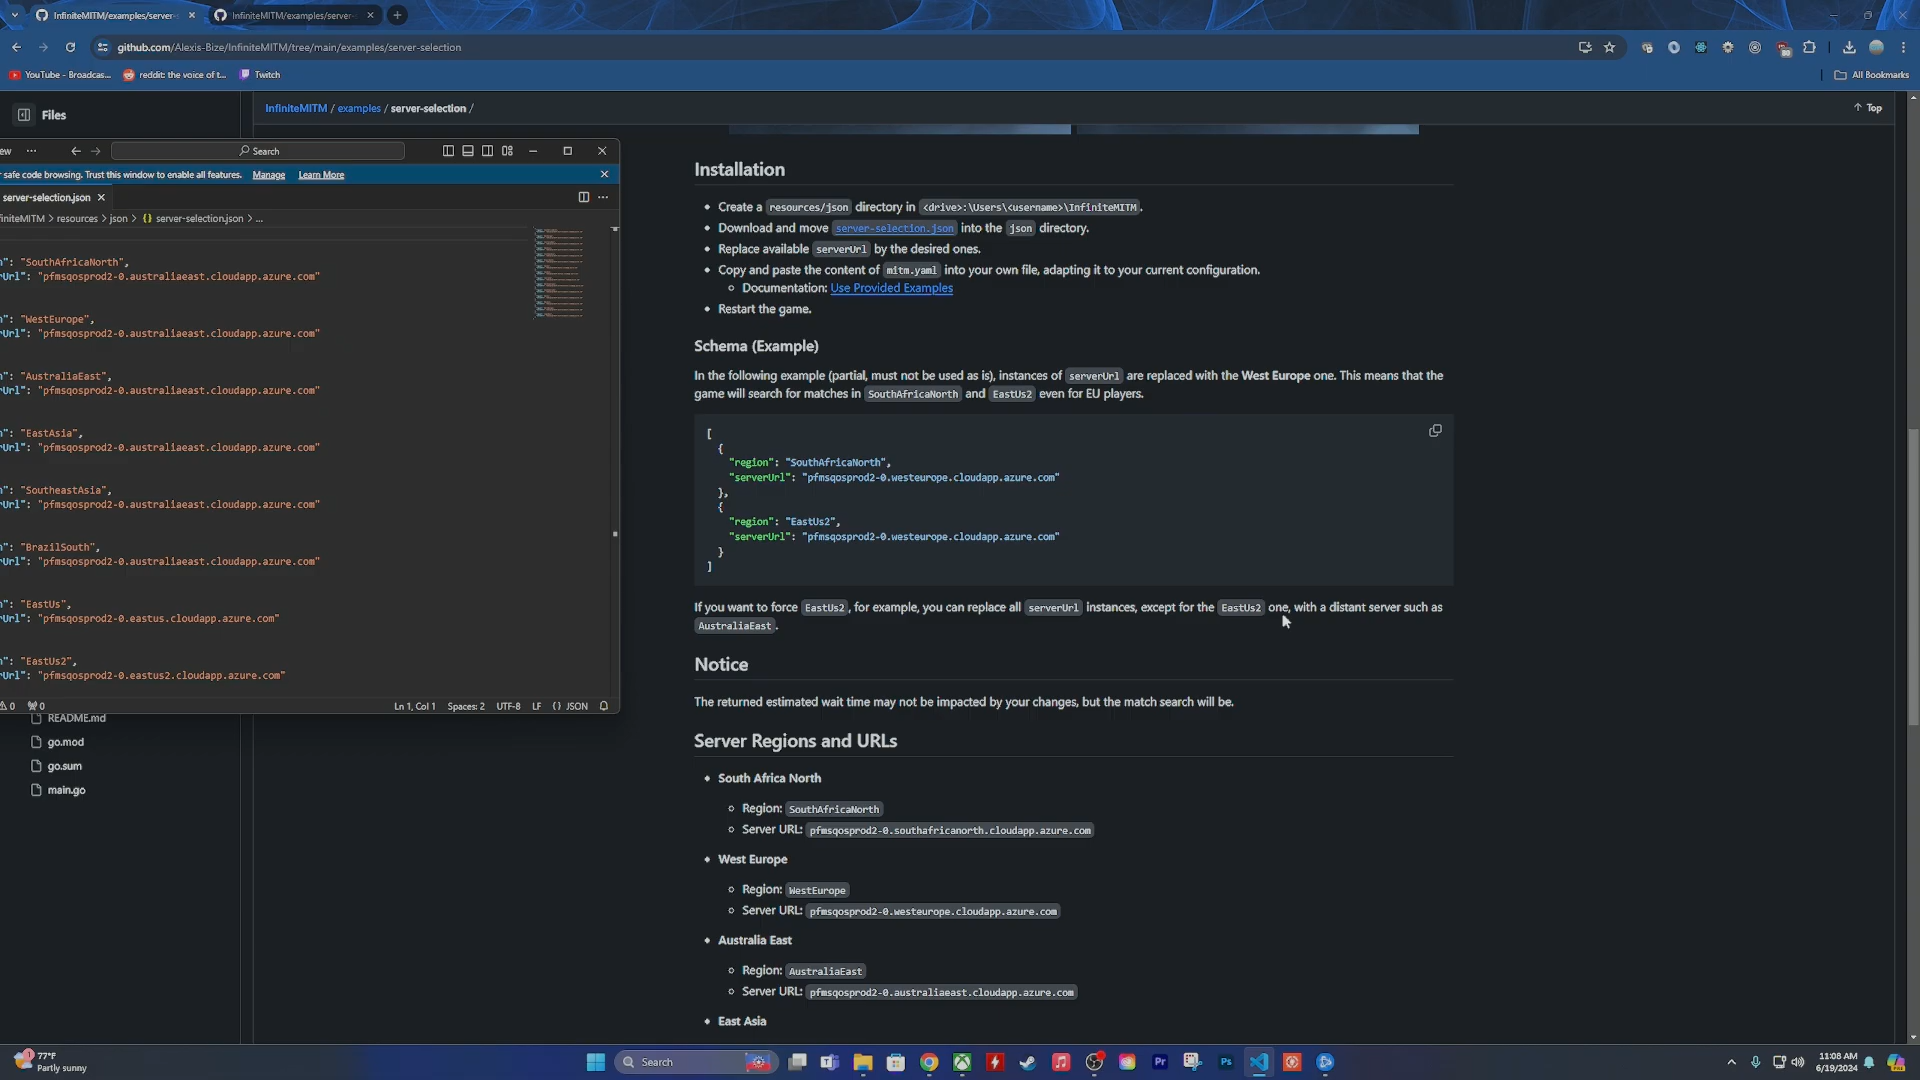 InfiniteMITM/examples/server-
InfiniteMITM/examples/server-
github.com/Alexis-Bize/InfiniteMITM/tree/main/examples/server-selection
YouTube - Broadcas...
reddit: the voice of t...
Twitch
All Bookmarks
Files
InfiniteMITM / examples / server-selection /
Top
ew
Search
safe code browsing. Trust this window to enable all features.
Manage
Learn More
server-selection.json
finiteMITM > resources > json > {} server-selection.json > ...
n": "SouthAfricaNorth",
rUrl": "pfmsqosprod2-0.australiaeast.cloudapp.azure.com"
n": "WestEurope",
rUrl": "pfmsqosprod2-0.australiaeast.cloudapp.azure.com"
n": "AustraliaEast",
rUrl": "pfmsqosprod2-0.australiaeast.cloudapp.azure.com"
n": "EastAsia",
rUrl": "pfmsqosprod2-0.australiaeast.cloudapp.azure.com"
n": "SoutheastAsia",
rUrl": "pfmsqosprod2-0.australiaeast.cloudapp.azure.com"
n": "BrazilSouth",
rUrl": "pfmsqosprod2-0.australiaeast.cloudapp.azure.com"
n": "EastUs",
rUrl": "pfmsqosprod2-0.eastus.cloudapp.azure.com"
n": "EastUs2",
rUrl": "pfmsqosprod2-0.eastus2.cloudapp.azure.com"
0
0
Ln 1, Col 1
Spaces: 2
UTF-8
LF
{} JSON
README.md
go.mod
go.sum
main.go
Installation
Create a resources/json directory in <drive>:\Users\<username>\InfiniteMITM.
Download and move server-selection.json into the json directory.
Replace available serverUrl by the desired ones.
Copy and paste the content of mitm.yaml into your own file, adapting it to your current configuration.
Documentation: Use Provided Examples
Restart the game.
Schema (Example)
In the following example (partial, must not be used as is), instances of serverUrl are replaced with the West Europe one. This means that the
game will search for matches in SouthAfricaNorth and EastUs2 even for EU players.
[
{
"region": "SouthAfricaNorth",
"serverUrl": "pfmsqosprod2-0.westeurope.cloudapp.azure.com"
},
{
"region": "EastUs2",
"serverUrl": "pfmsqosprod2-0.westeurope.cloudapp.azure.com"
}
]
If you want to force EastUs2, for example, you can replace all serverUrl instances, except for the EastUs2 one, with a distant server such as
AustraliaEast.
Notice
The returned estimated wait time may not be impacted by your changes, but the match search will be.
Server Regions and URLs
South Africa North
Region: SouthAfricaNorth
Server URL: pfmsqosprod2-0.southafricanorth.cloudapp.azure.com
West Europe
Region: WestEurope
Server URL: pfmsqosprod2-0.westeurope.cloudapp.azure.com
Australia East
Region: AustraliaEast
Server URL: pfmsqosprod2-0.australiaeast.cloudapp.azure.com
East Asia
77°F
Partly sunny
Search
11:08 AM
6/19/2024